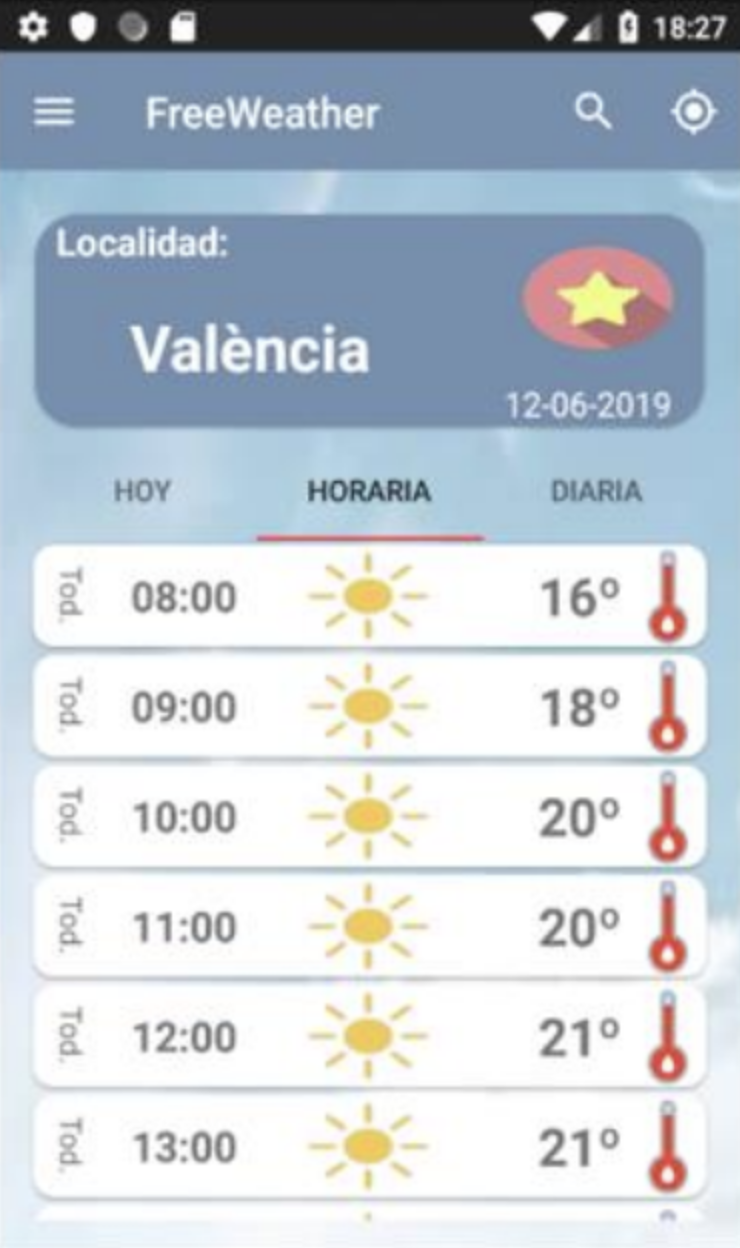 18:27
FreeWeather
Localidad:
València
12-06-2019
HOY HORARIA DIARIA
Tod. 08:00 16º
Tod. 09:00 18º
Tod. 10:00 20º
Tod. 11:00 20º
Tod. 12:00 21º
Tod. 13:00 21º